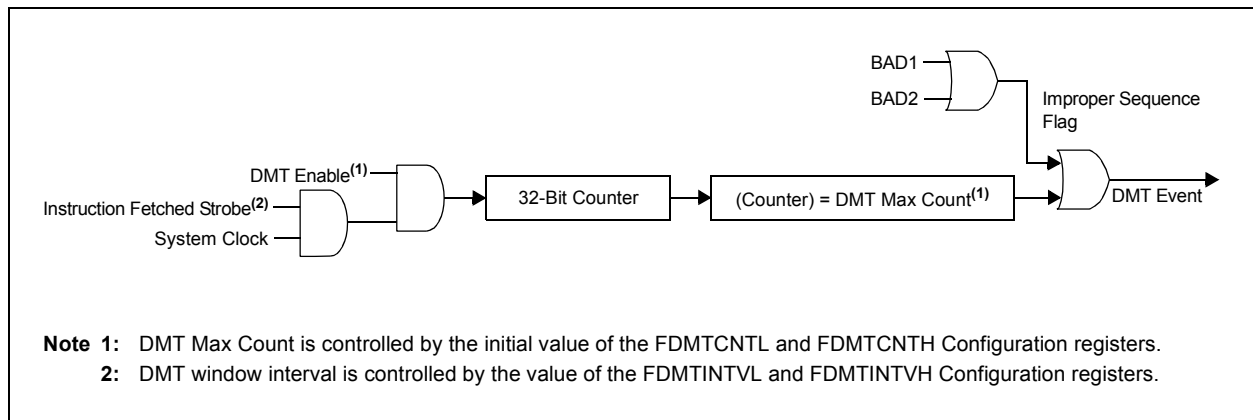 BAD1
BAD2
Improper Sequence
Flag
DMT Enable(1)
Instruction Fetched Strobe(2)
System Clock
32-Bit Counter
(Counter) = DMT Max Count(1)
DMT Event
Note 1: DMT Max Count is controlled by the initial value of the FDMTCNTL and FDMTCNTH Configuration registers.
2: DMT window interval is controlled by the value of the FDMTINTVL and FDMTINTVH Configuration registers.